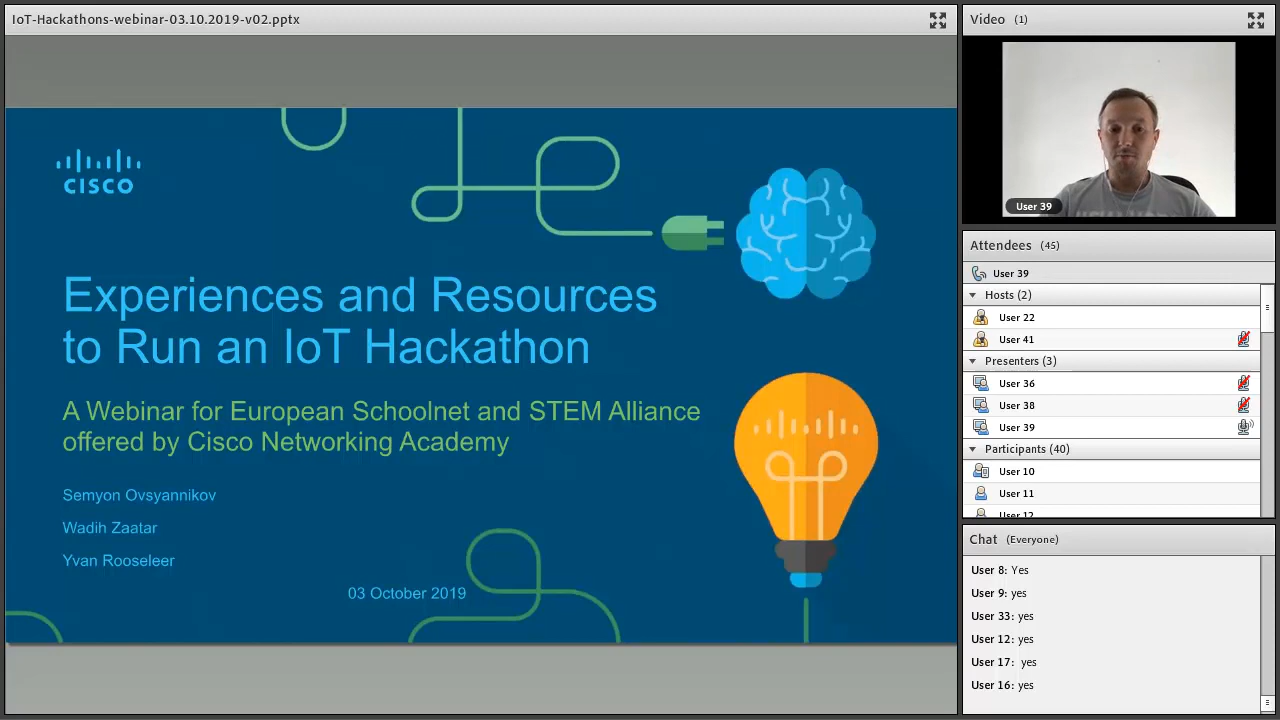 IoT-Hackathons-webinar-03.10.2019-v02.pptx
CISCO
Experiences and Resources
to Run an IoT Hackathon
A Webinar for European Schoolnet and STEM Alliance
offered by Cisco Networking Academy
Semyon Ovsyannikov
Wadih Zaatar
Yvan Rooseleer
03 October 2019
Video (1)
User 39
Attendees (45)
User 39
Hosts (2)
User 22
User 41
Presenters (3)
User 36
User 38
User 39
Participants (40)
User 10
User 11
User 12
Chat (Everyone)
User 8: Yes
User 9: yes
User 33: yes
User 12: yes
User 17: yes
User 16: yes